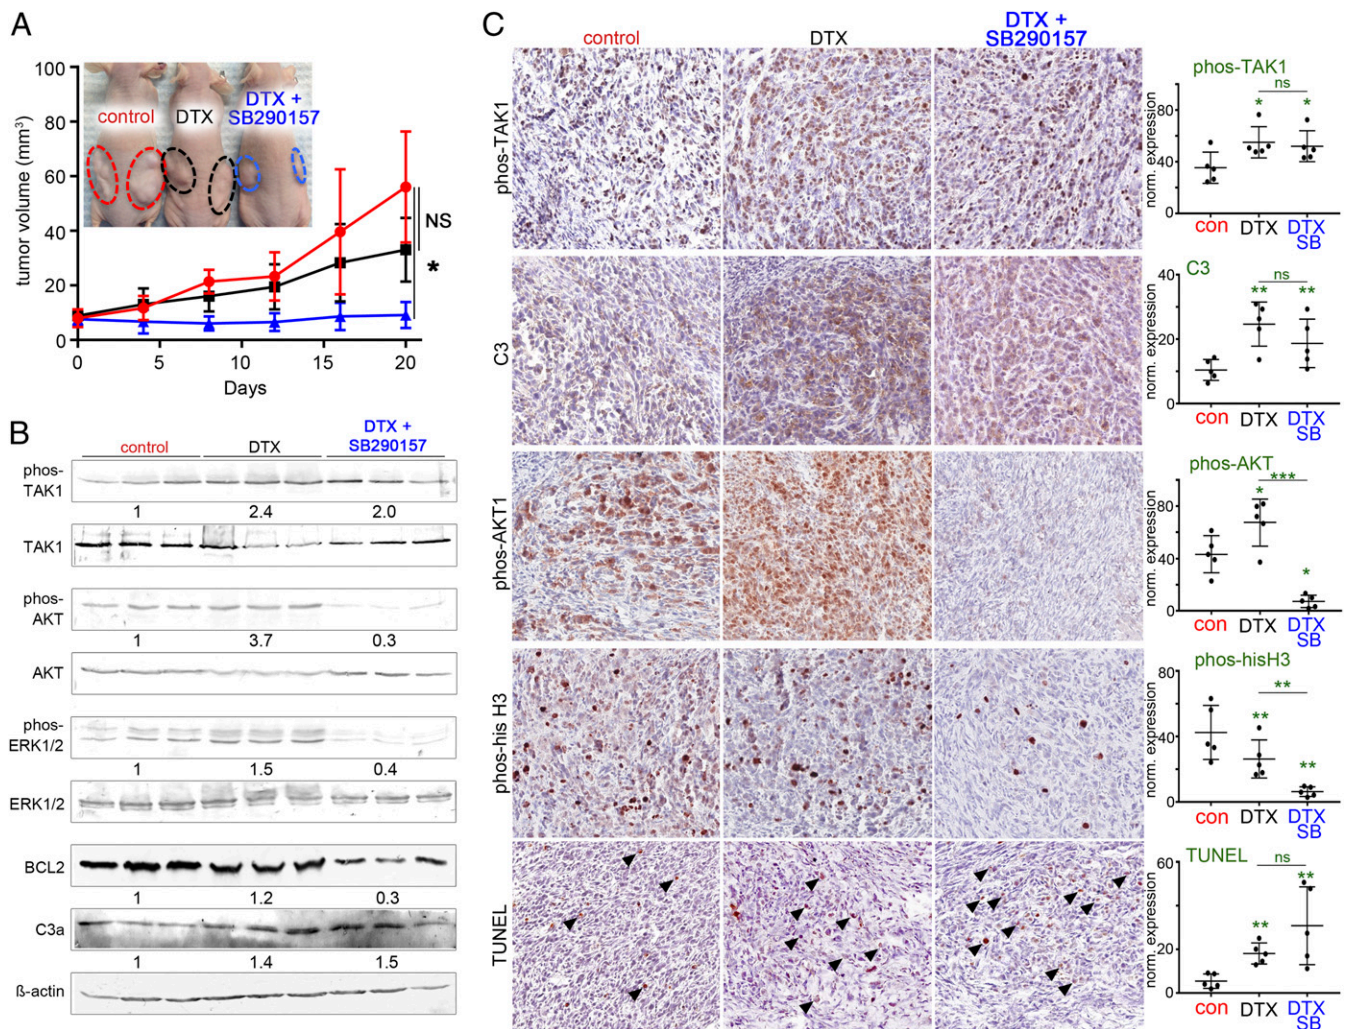 A
100
80
60
40
20
0
tumor volume (mm³)
control
DTX
DTX +
SB290157
NS
*
0
5
10
15
20
Days
B
control
DTX
DTX +
SB290157
phos-
TAK1
1
2.4
2.0
TAK1
phos-
AKT
1
3.7
0.3
AKT
phos-
ERK1/2
1
1.5
0.4
ERK1/2
BCL2
1
1.2
0.3
C3a
1
1.4
1.5
ß-actin
C
control
DTX
DTX +
SB290157
phos-TAK1
C3
phos-AKT1
phos-his H3
TUNEL
phos-TAK1
ns
*
*
80
40
0
norm. expression
con
DTX
DTX
SB
C3
ns
**
**
40
20
0
norm. expression
con
DTX
DTX
SB
phos-AKT
***
*
*
80
40
0
norm. expression
con
DTX
DTX
SB
phos-hisH3
**
**
**
80
40
0
norm. expression
con
DTX
DTX
SB
TUNEL
ns
**
**
60
20
0
norm. expression
con
DTX
DTX
SB